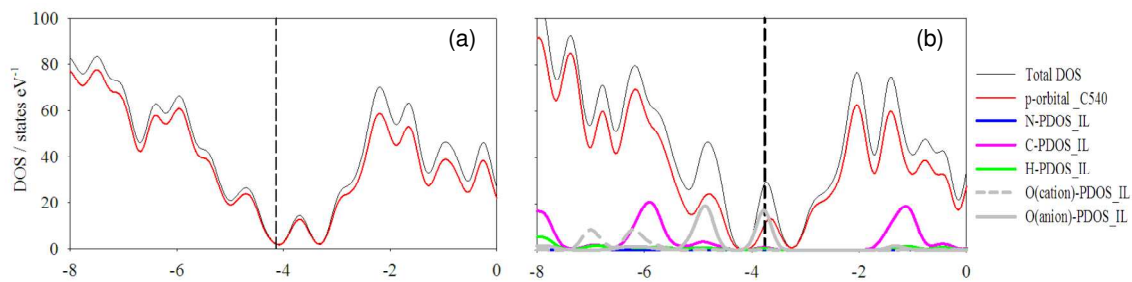 100
80
60
40
20
0
DOS / states eV⁻¹
(a)
(b)
-8
-6
-4
-2
0
-8
-6
-4
-2
0
Total DOS
p-orbital _C540
N-PDOS_IL
C-PDOS_IL
H-PDOS_IL
O(cation)-PDOS_IL
O(anion)-PDOS_IL